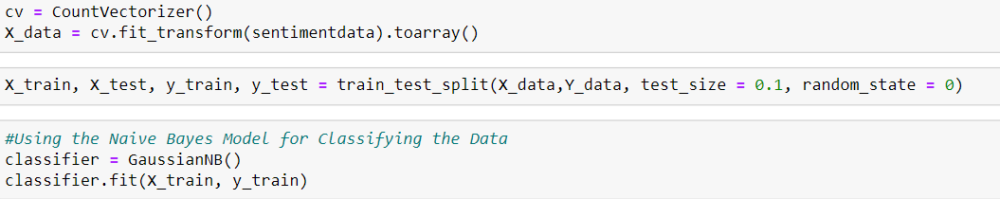 cv = CountVectorizer()
X_data = cv.fit_transform(sentimentdata).toarray()
X_train, X_test, y_train, y_test = train_test_split(X_data,Y_data, test_size = 0.1, random_state = 0)
#Using the Naive Bayes Model for Classifying the Data
classifier = GaussianNB()
classifier.fit(X_train, y_train)